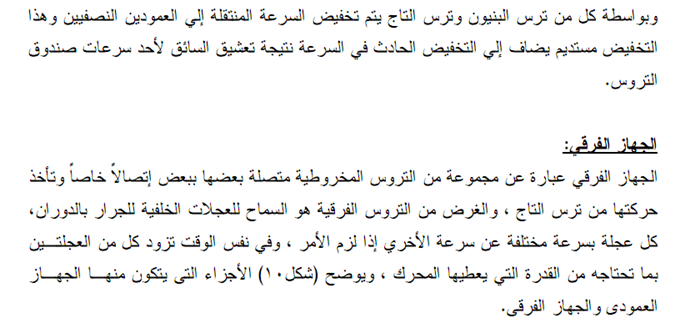 وبواسطة كل من ترس البنيون وترس التاج يتم تخفيض السرعة المنتقلة إلي العمودين النصفيين وهذا
التخفيض مستديم يضاف إلي التخفيض الحادث في السرعة نتيجة تعشيق السائق لأحد سرعات صندوق
التروس.
الجهاز الفرقي:
الجهاز الفرقي عبارة عن مجموعة من التروس المخروطية متصلة بعضها ببعض إتصالاً خاصاً وتأخذ
حركتها من ترس التاج ، والغرض من التروس الفرقية هو السماح للعجلات الخلفية للجرار بالدوران،
كل عجلة بسرعة مختلفة عن سرعة الأخري إذا لزم الأمر ، وفي نفس الوقت تزود كل من العجلتـــين
بما تحتاجه من القدرة التي يعطيها المحرك ، ويوضح (شكل١٠) الأجزاء التى يتكون منهـــا الجهـــاز
العمودى والجهاز الفرقى.